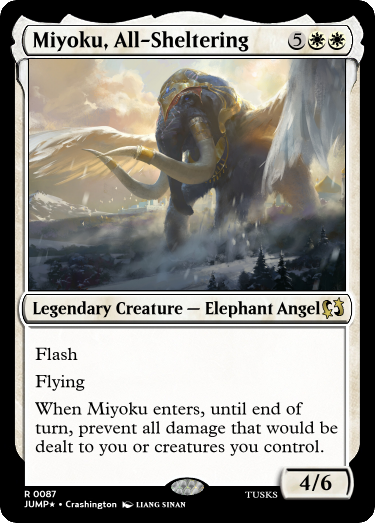 Miyoku, All-Sheltering 5
Legendary Creature — Elephant Angel
Flash
Flying
When Miyoku enters, until end of
turn, prevent all damage that would be
dealt to you or creatures you control.
4/6
R 0087
JUMP★ • Crashington LIANG SINAN
TUSKS